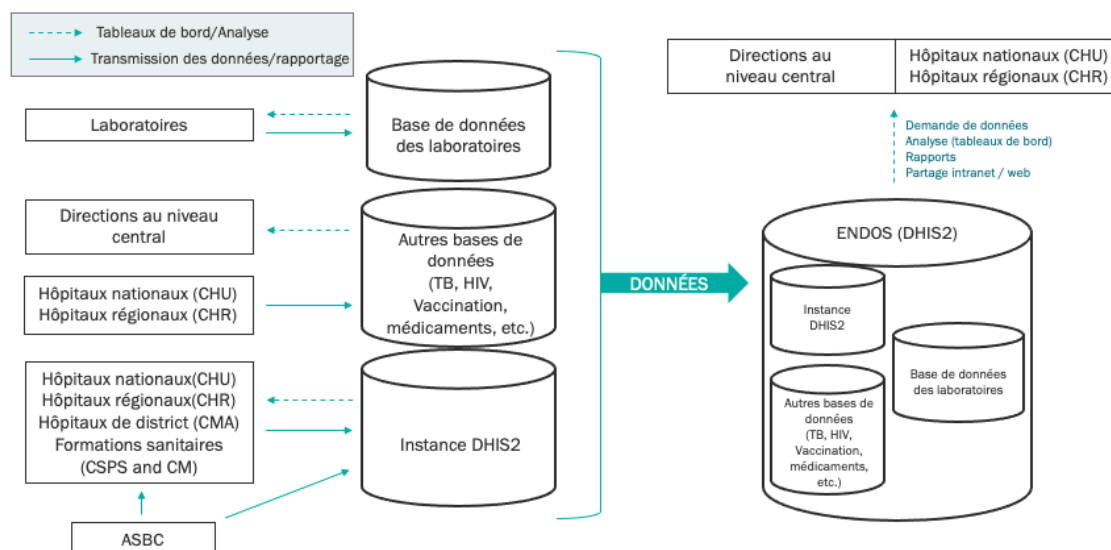 Tableaux de bord/Analyse
Transmission des données/rapportage
Laboratoires
Base de données
des laboratoires
Directions au niveau
central
Autres bases de
données
(TB, HIV,
Vaccination,
médicaments, etc.)
Hôpitaux nationaux (CHU)
Hôpitaux régionaux (CHR)
Hôpitaux nationaux(CHU)
Hôpitaux régionaux(CHR)
Hôpitaux de district (CMA)
Formations sanitaires
(CSPS and CM)
Instance DHIS2
ASBC
DONNÉES
Directions au
niveau central
Hôpitaux nationaux (CHU)
Hôpitaux régionaux (CHR)
Demande de données
Analyse (tableaux de bord)
Rapports
Partage intranet / web
ENDOS (DHIS2)
Instance
DHIS2
Base de données
des laboratoires
Autres bases de
données
(TB, HIV,
Vaccination,
médicaments,
etc.)